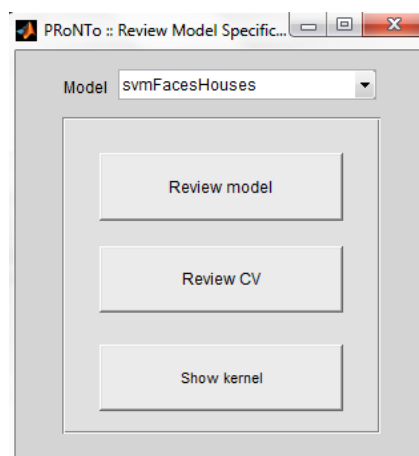 PRoNTo :: Review Model Specific...
Model svmFacesHouses
Review model
Review CV
Show kernel